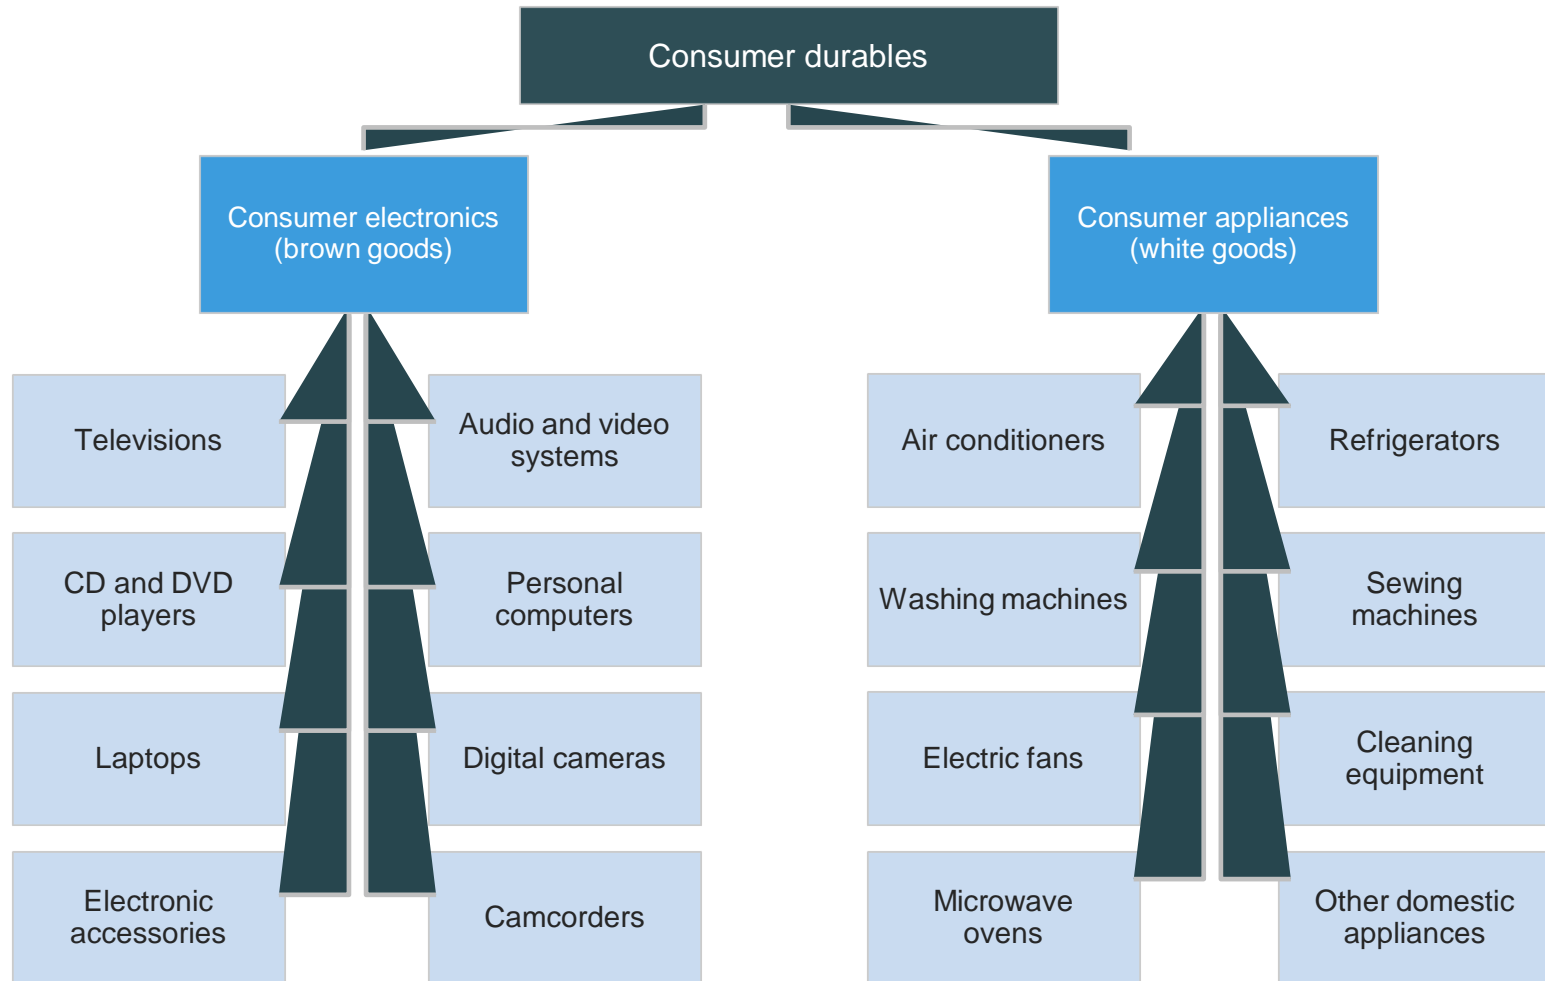 Consumer durables
Consumer electronics
(brown goods)
Consumer appliances
(white goods)
Televisions
Audio and video
systems
Air conditioners
Refrigerators
CD and DVD
players
Personal
computers
Washing machines
Sewing
machines
Laptops
Digital cameras
Electric fans
Cleaning
equipment
Electronic
accessories
Camcorders
Microwave
ovens
Other domestic
appliances